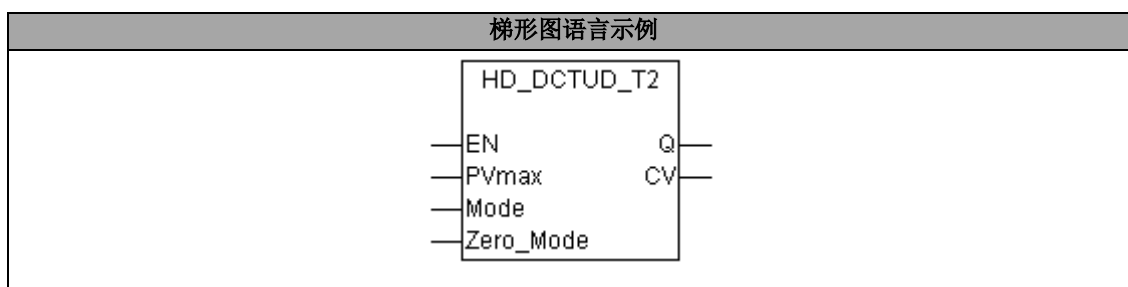 梯形图语言示例
HD_DCTUD_T2
EN Q
PVmax CV
Mode
Zero_Mode